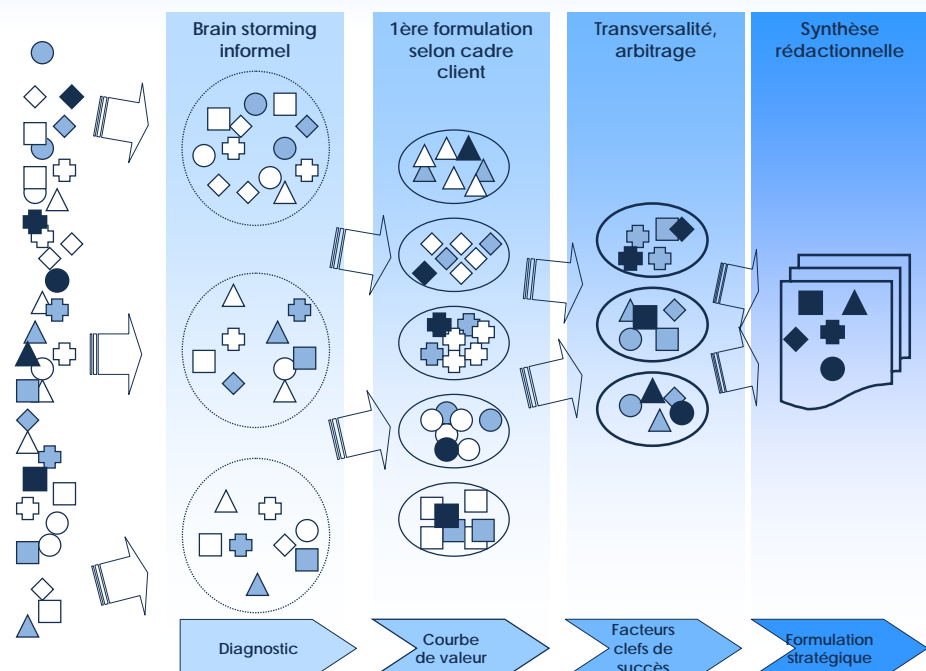 Brain storming
informel
1ère formulation
selon cadre
client
Transversalité,
arbitrage
Synthèse
rédactionnelle
Diagnostic
Courbe
de valeur
Facteurs
clefs de
succès
Formulation
stratégique